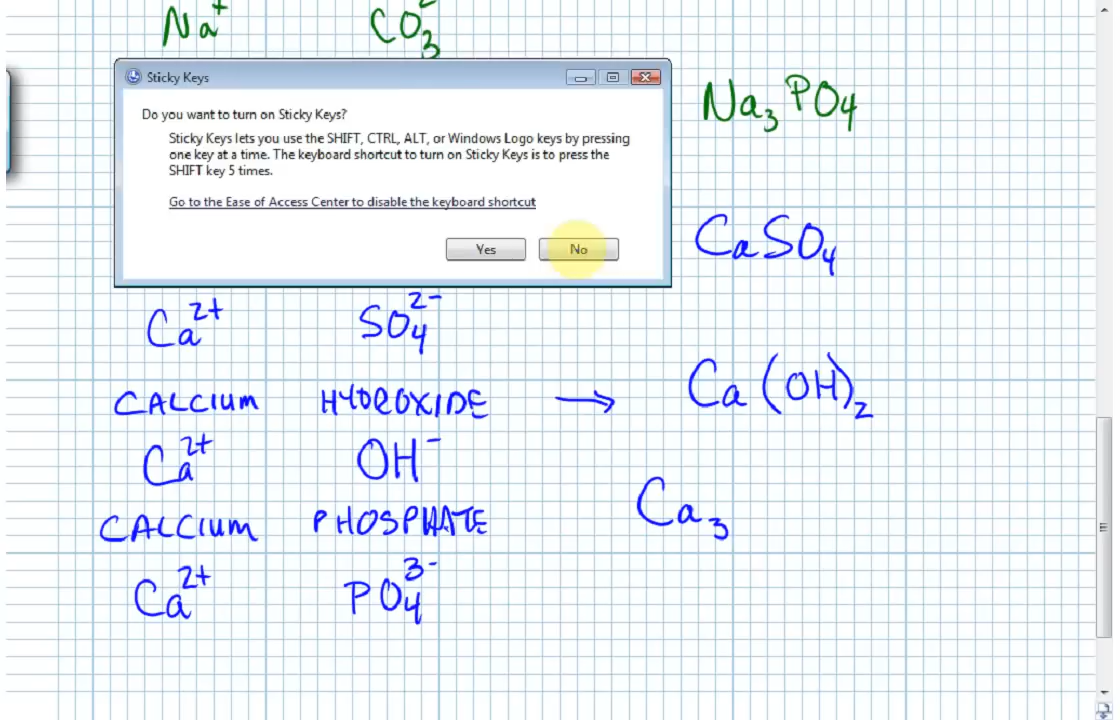 Na⁺ CO₃²⁻
Sticky Keys
Do you want to turn on Sticky Keys?
Sticky Keys lets you use the SHIFT, CTRL, ALT, or Windows Logo keys by pressing
one key at a time. The keyboard shortcut to turn on Sticky Keys is to press the
SHIFT key 5 times.
Go to the Ease of Access Center to disable the keyboard shortcut
Yes No
Na₃PO₄
CaSO₄
Ca²⁺ SO₄²⁻
CALCIUM HYDROXIDE → Ca(OH)₂
Ca²⁺ OH⁻
CALCIUM PHOSPHATE Ca₃
Ca²⁺ PO₄³⁻